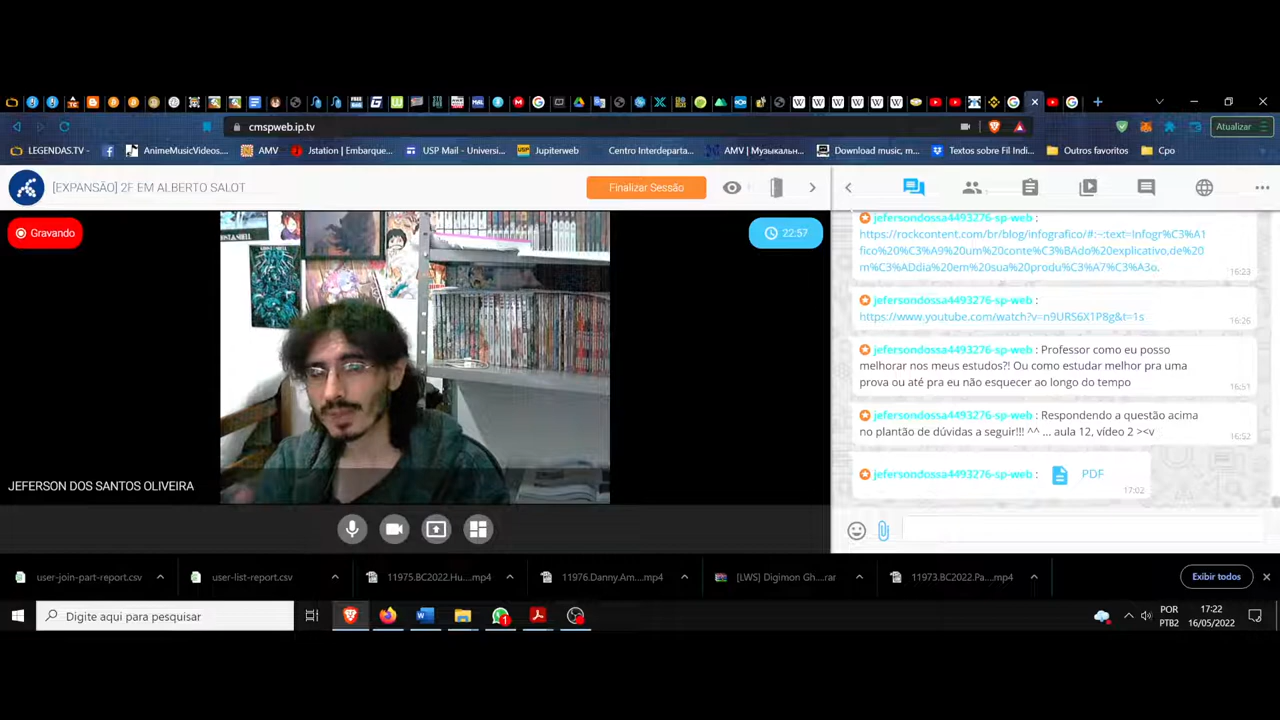 cmspweb.ip.tv
Atualizar
LEGENDAS.TV -
AnimeMusicVideos....
AMV
Jstation | Embarque...
USP Mail - Universi...
Jupiterweb
Centro Interdeparta...
AMV | Музыкальн...
Download music, m...
Textos sobre Fil Indi...
Outros favoritos
Cpo
[EXPANSÃO] 2F EM ALBERTO SALOT
Finalizar Sessão
Gravando
22:57
JEFERSON DOS SANTOS OLIVEIRA
jefersondossa4493276-sp-web :
https://rockcontent.com/br/blog/infografico/#:~:text=Infogr%C3%A1
fico%20%C3%A9%20um%20conte%C3%BAdo%20explicativo,de%20
m%C3%ADdia%20em%20sua%20produ%C3%A7%C3%A3o.
16:23
jefersondossa4493276-sp-web :
https://www.youtube.com/watch?v=n9URS6X1P8g&t=1s
16:26
jefersondossa4493276-sp-web : Professor como eu posso
melhorar nos meus estudos?! Ou como estudar melhor pra uma
prova ou até pra eu não esquecer ao longo do tempo
16:51
jefersondossa4493276-sp-web : Respondendo a questão acima
no plantão de dúvidas a seguir!!! ^^ ... aula 12, vídeo 2 ><v
16:52
jefersondossa4493276-sp-web : PDF
17:02
user-join-part-report.csv
user-list-report.csv
11975.BC2022.Hu....mp4
11976.Danny.Am....mp4
[LWS] Digimon Gh....rar
11973.BC2022.Pa....mp4
Exibir todos
Digite aqui para pesquisar
POR
PTB2
17:22
16/05/2022